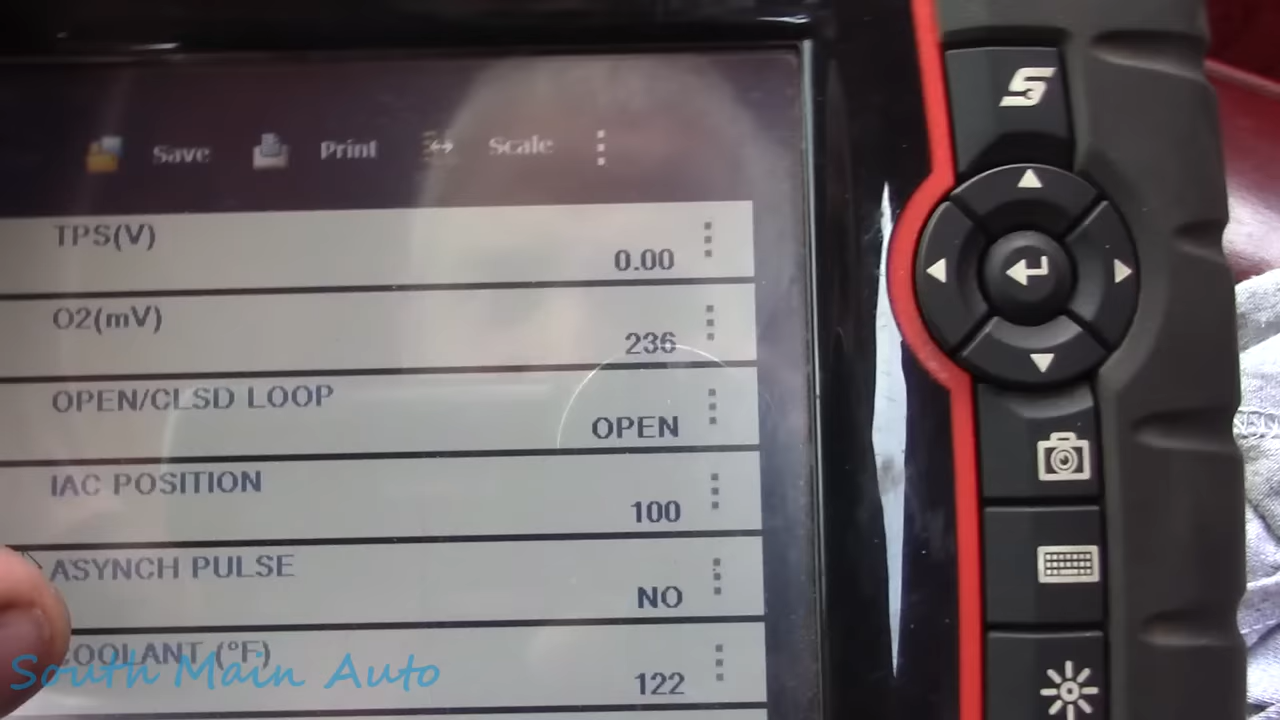 Save Print Scale
TPS(V)
0.00
O2(mV)
236
OPEN/CLSD LOOP
OPEN
IAC POSITION
100
ASYNCH PULSE
NO
COOLANT (°F)
122
South Main Auto
S